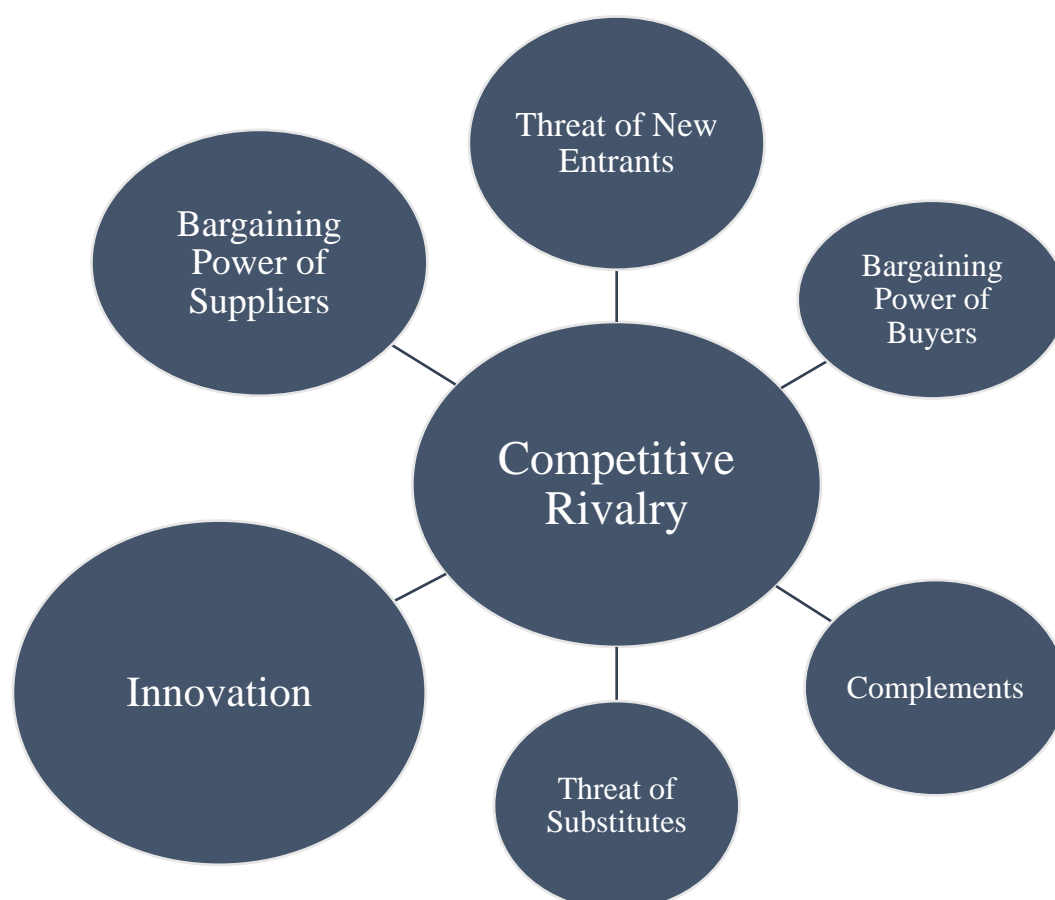 Threat of New
Entrants
Bargaining
Power of
Suppliers
Bargaining
Power of
Buyers
Competitive
Rivalry
Innovation
Complements
Threat of
Substitutes